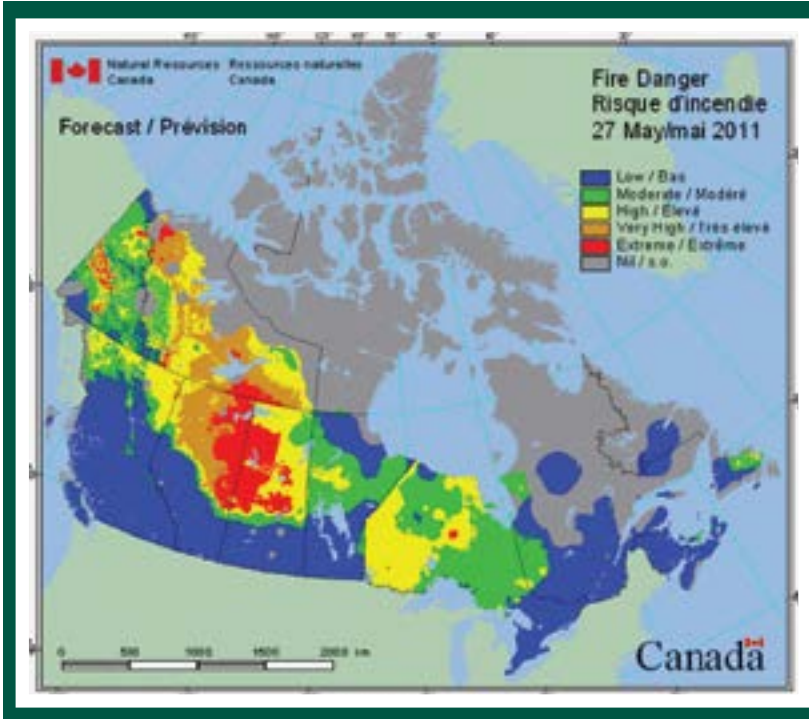 Natural Resources Ressources naturelles
Canada Canada
Forecast / Prévision
Fire Danger
Risque d'incendie
27 May/mai 2011
Low / Bas
Moderate / Modéré
High / Élevé
Very High / Très élevé
Extreme / Extrême
Nil / s.o.
0 500 1000 1500 2000 km
Canada